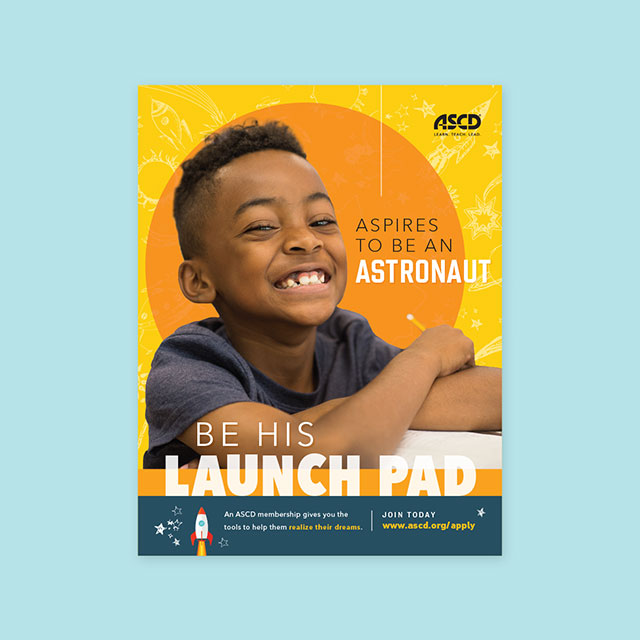 ASCD
LEARN. TEACH. LEAD.
ASPIRES
TO BE AN
ASTRONAUT
BE HIS
LAUNCH PAD
An ASCD membership gives you the
tools to help them realize their dreams.
JOIN TODAY
www.ascd.org/apply